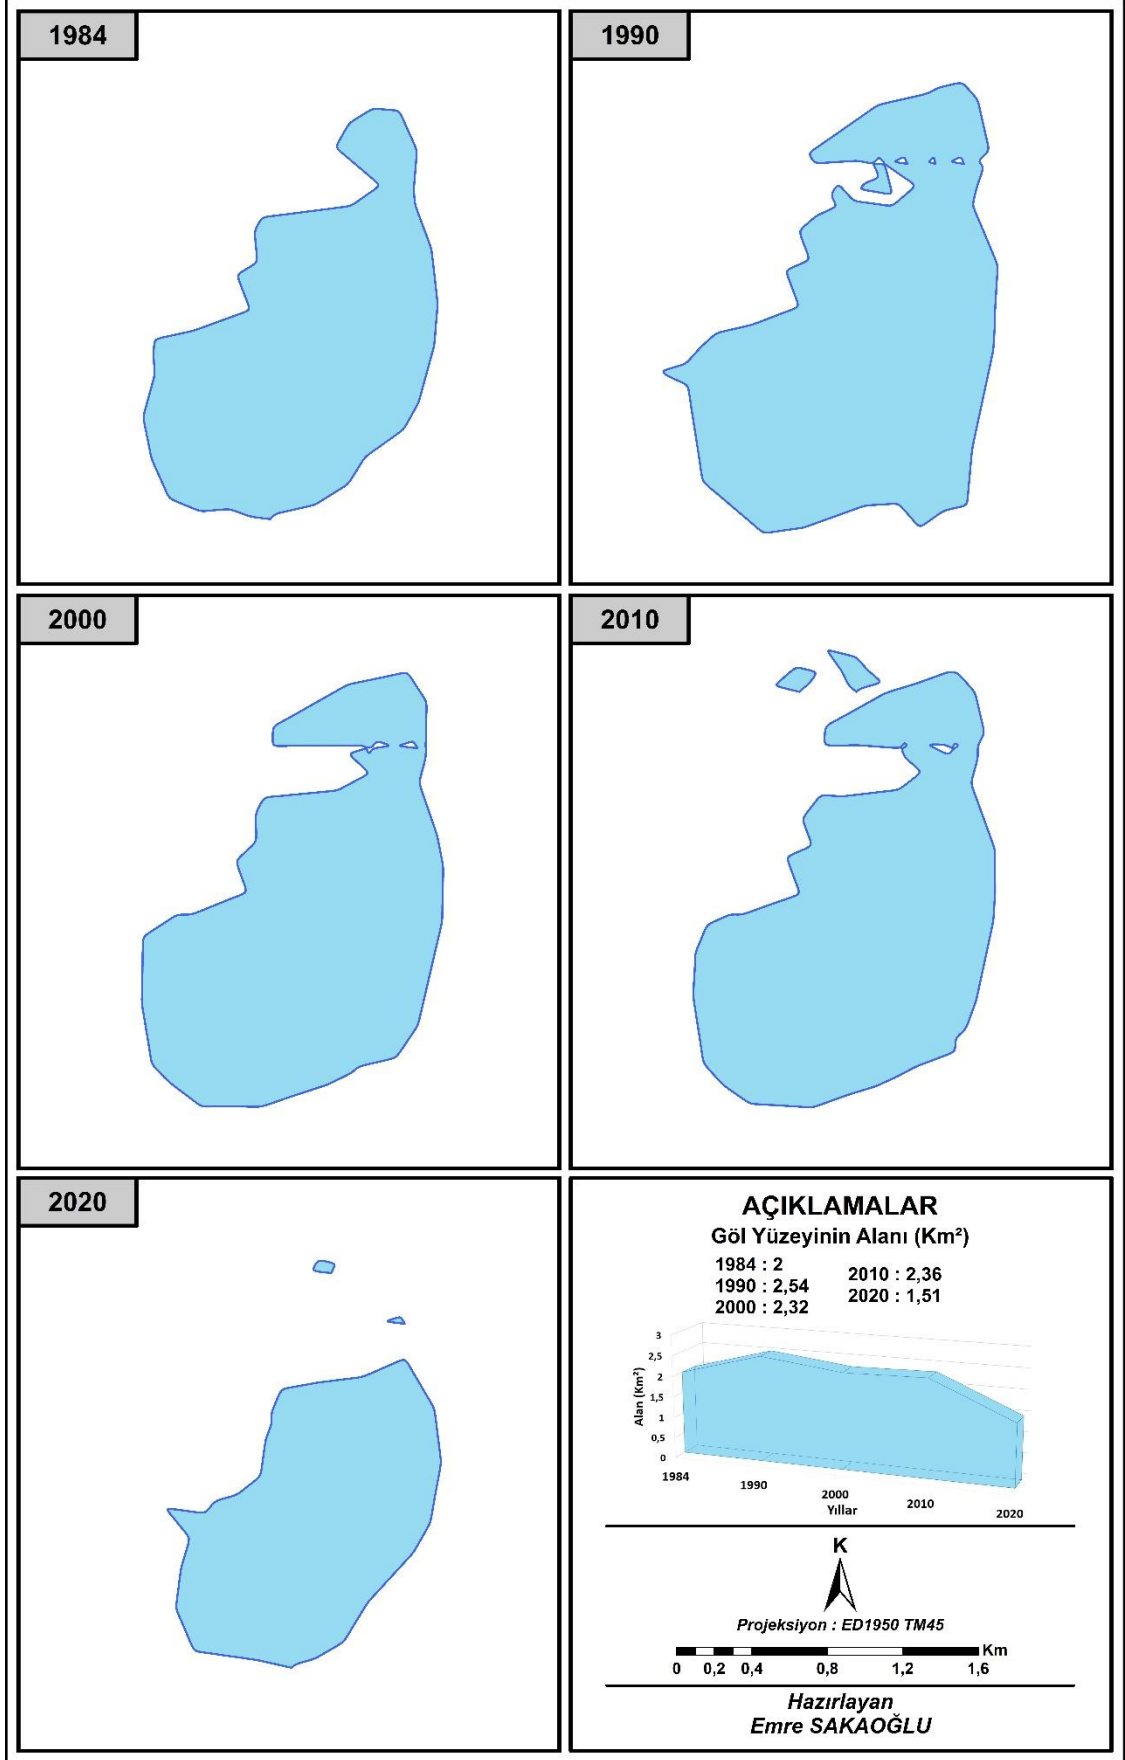 1984
1990
2000
2010
2020
AÇIKLAMALAR
Göl Yüzeyinin Alanı (Km²)
1984 : 2
1990 : 2,54
2000 : 2,32
2010 : 2,36
2020 : 1,51
3
2,5
2
1,5
1
0,5
0
Alan (Km²)
1984
1990
2000
2010
2020
Yıllar
K
Projeksiyon : ED1950 TM45
Km
0 0,2 0,4 0,8 1,2 1,6
Hazırlayan
Emre SAKAOĞLU